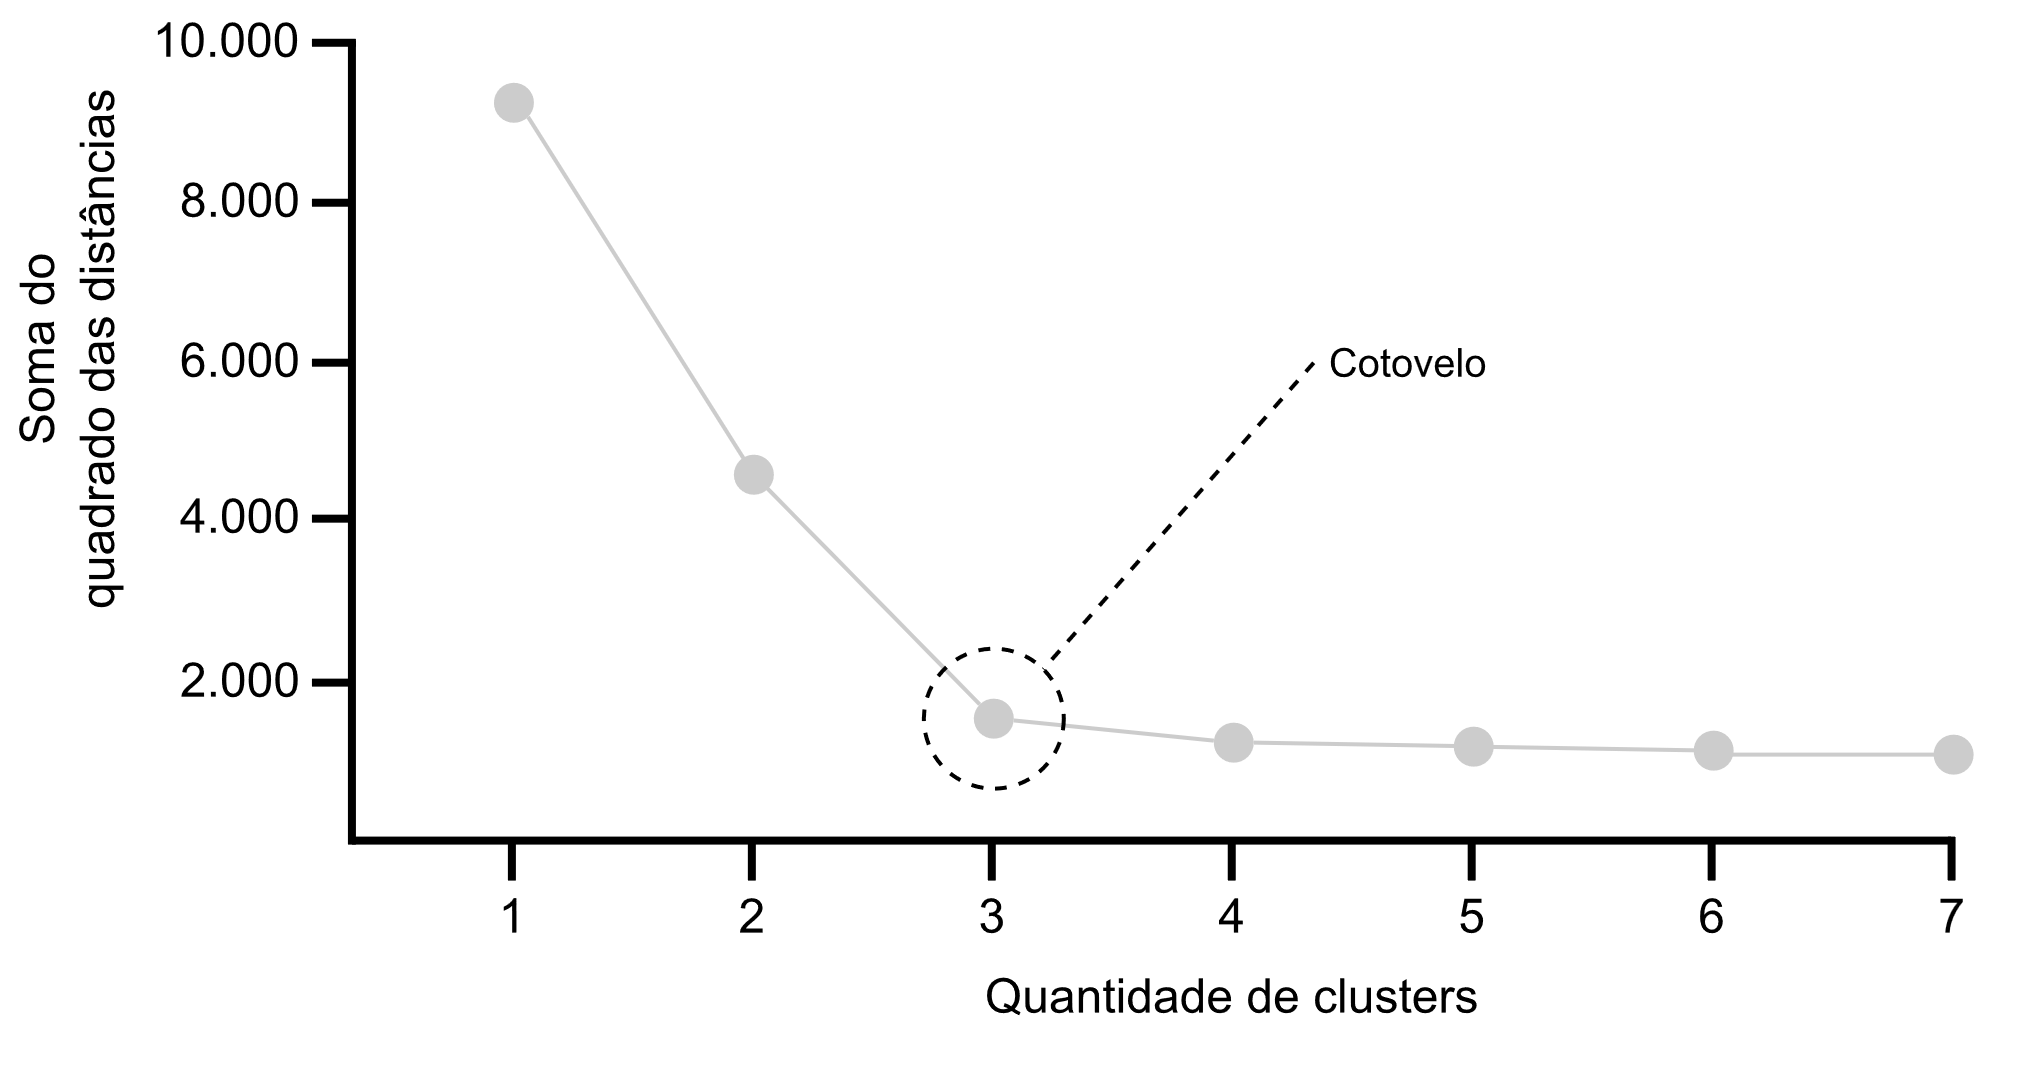 Soma do
quadrado das distâncias
10.000
8.000
6.000
4.000
2.000
Cotovelo
1 2 3 4 5 6 7
Quantidade de clusters